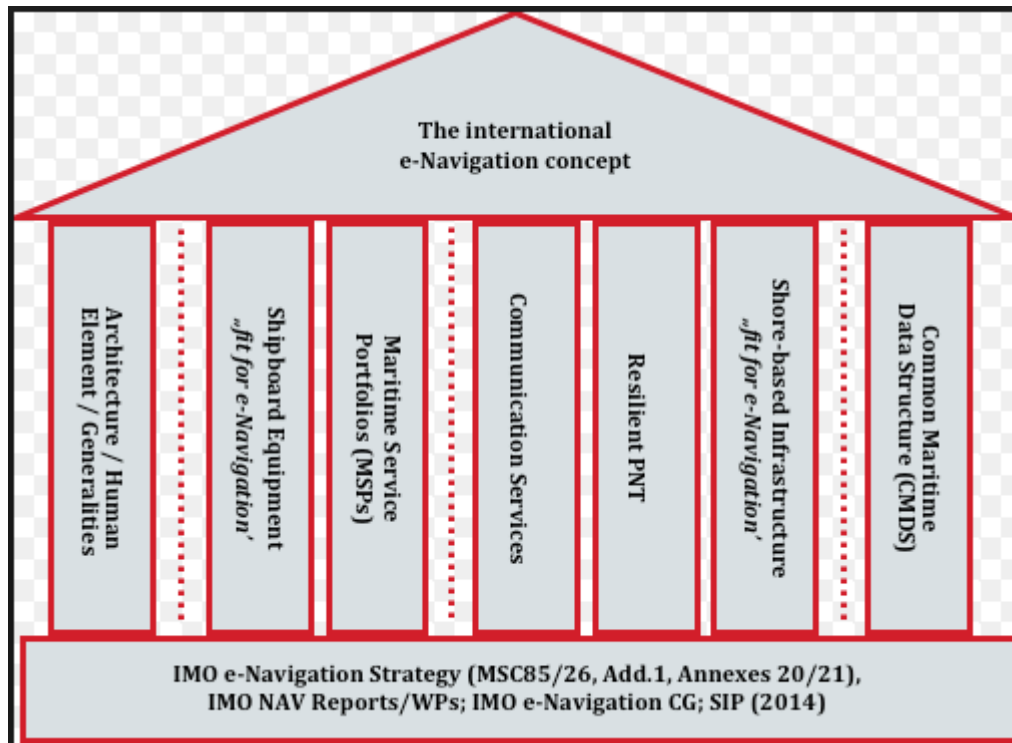 The international
e-Navigation concept
Architecture / Human
Element / Generalities
Shipboard Equipment
„fit for e-Navigation‘
Maritime Service
Portfolios (MSPs)
Communication Services
Resilient PNT
Shore-based Infrastructure
„fit for e-Navigation‘
Common Maritime
Data Structure (CMDS)
IMO e-Navigation Strategy (MSC85/26, Add.1, Annexes 20/21),
IMO NAV Reports/WPs; IMO e-Navigation CG; SIP (2014)